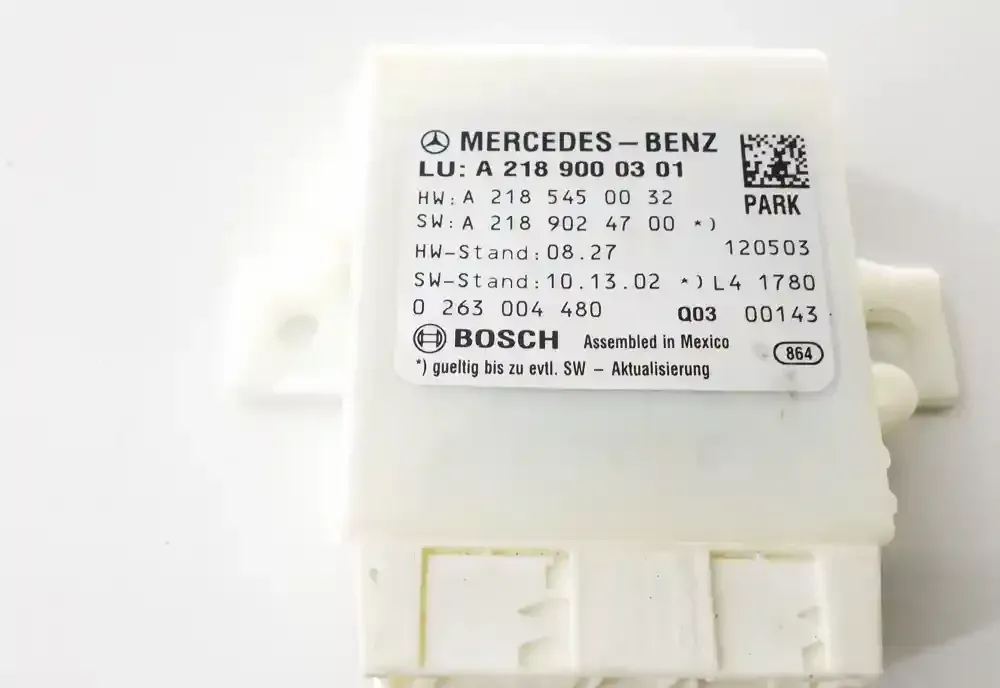 MERCEDES-BENZ
LU: A 218 900 03 01
HW: A 218 545 00 32
PARK
SW: A 218 902 47 00 *)
HW-Stand: 08.27 120503
SW-Stand: 10.13.02 *) L4 1780
0 263 004 480 Q03 00143
BOSCH Assembled in Mexico
864
*) gueltig bis zu evtl. SW - Aktualisierung